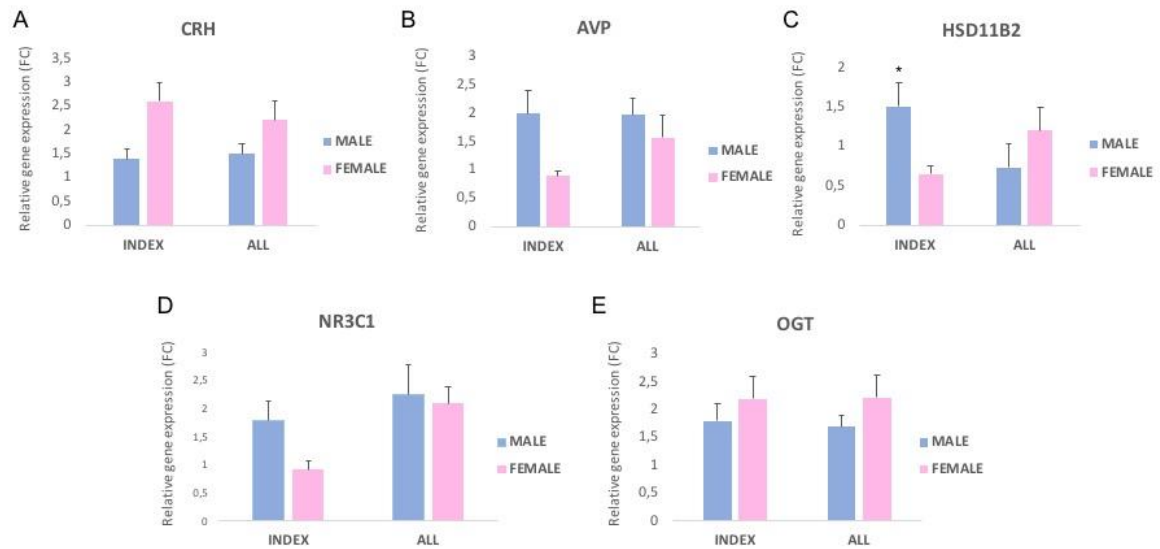 A
CRH
Relative gene expression (FC)
3,5
3
2,5
2
1,5
1
0,5
0
INDEX
ALL
MALE
FEMALE
B
AVP
Relative gene expression (FC)
3
2,5
2
1,5
1
0,5
0
INDEX
ALL
MALE
FEMALE
C
HSD11B2
Relative gene expression (FC)
2
1,5
1
0,5
0
*
INDEX
ALL
MALE
FEMALE
D
NR3C1
Relative gene expression (FC)
3
2,5
2
1,5
1
0,5
0
INDEX
ALL
MALE
FEMALE
E
OGT
Relative gene expression (FC)
3
2,5
2
1,5
1
0,5
0
INDEX
ALL
MALE
FEMALE